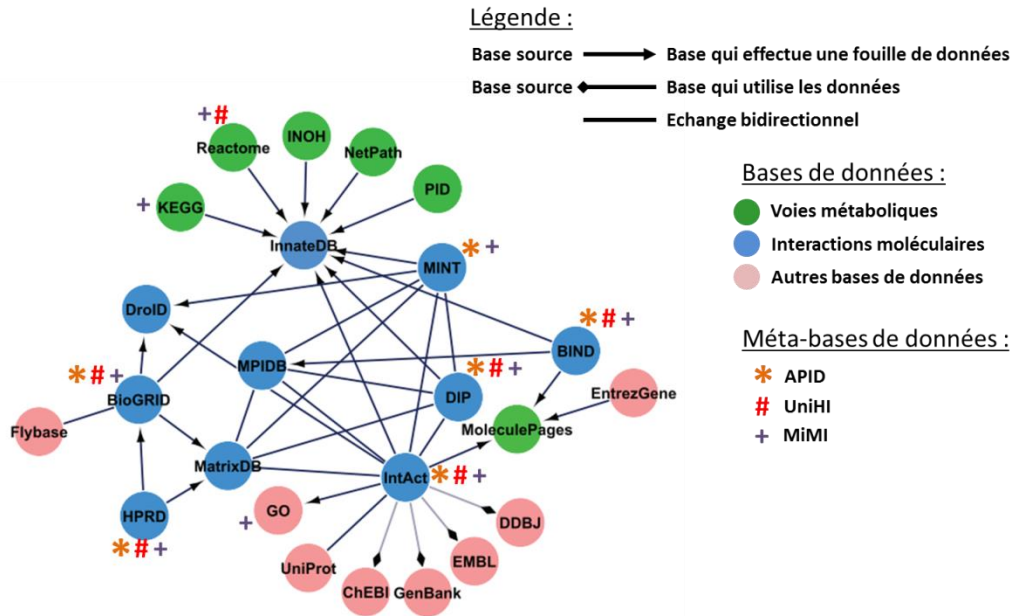 Légende :
Base source
Base qui effectue une fouille de données
Base source
Base qui utilise les données
Echange bidirectionnel
Bases de données :
Voies métaboliques
Interactions moléculaires
Autres bases de données
Méta-bases de données :
* APID
# UniHI
+ MiMI
+ #
Reactome
INOH
NetPath
+ KEGG
PID
InnateDB
MINT * +
DroID
* # +
BIND
MPIDB
* # +
BioGRID
* # +
DIP
EntrezGene
Flybase
MoleculePages
MatrixDB
IntAct * # +
HPRD
* # +
+ GO
DDBJ
UniProt
EMBL
ChEBI
GenBank